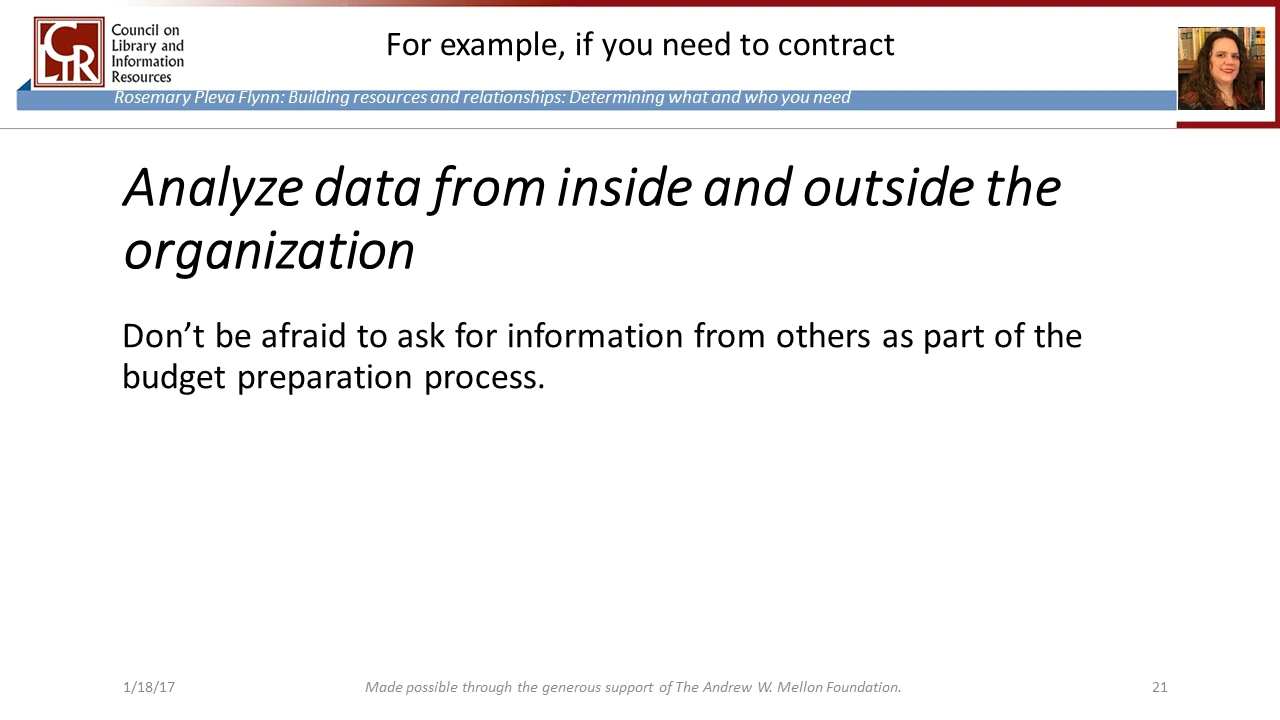 CLIR
Council on
Library and
Information
Resources
For example, if you need to contract
Rosemary Pleva Flynn: Building resources and relationships: Determining what and who you need
Analyze data from inside and outside the
organization
Don’t be afraid to ask for information from others as part of the
budget preparation process.
1/18/17
Made possible through the generous support of The Andrew W. Mellon Foundation.
21